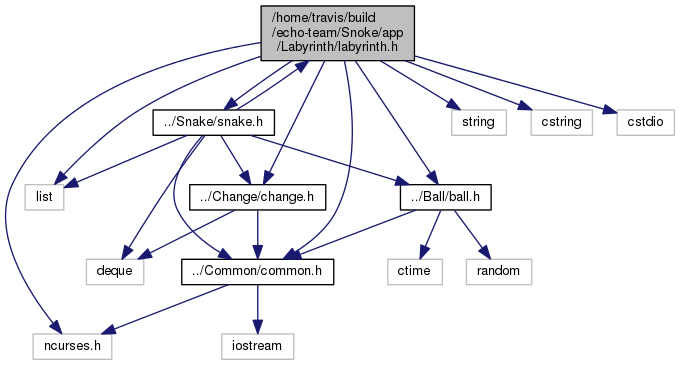 /home/travis/build
/echo-team/Snoke/app
/Labyrinth/labyrinth.h
../Snake/snake.h
string
cstring
cstdio
list
../Change/change.h
../Ball/ball.h
deque
../Common/common.h
ctime
random
ncurses.h
iostream